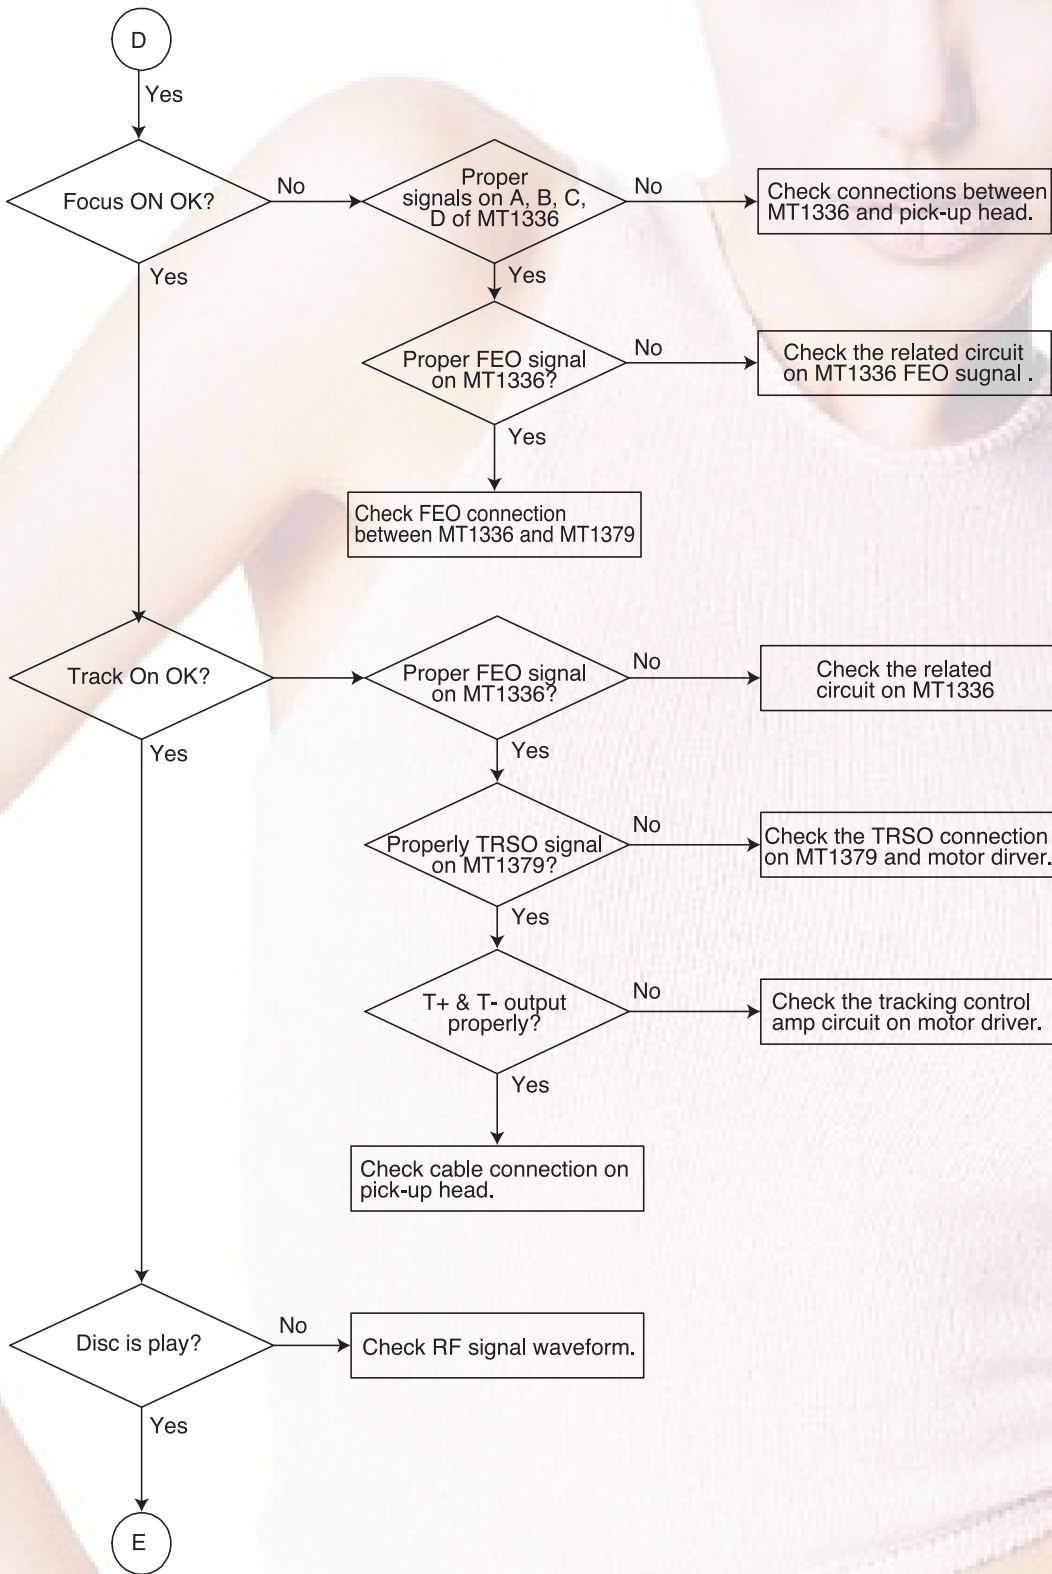 D
Yes
Focus ON OK?
No
Proper
signals on A, B, C,
D of MT1336
No
Check connections between
MT1336 and pick-up head.
Yes
Yes
Proper FEO signal
on MT1336?
No
Check the related circuit
on MT1336 FEO sugnal .
Yes
Check FEO connection
between MT1336 and MT1379
Track On OK?
Proper FEO signal
on MT1336?
No
Check the related
circuit on MT1336
Yes
Yes
Properly TRSO signal
on MT1379?
No
Check the TRSO connection
on MT1379 and motor dirver.
Yes
T+ & T- output
properly?
No
Check the tracking control
amp circuit on motor driver.
Yes
Check cable connection on
pick-up head.
Disc is play?
No
Check RF signal waveform.
Yes
E